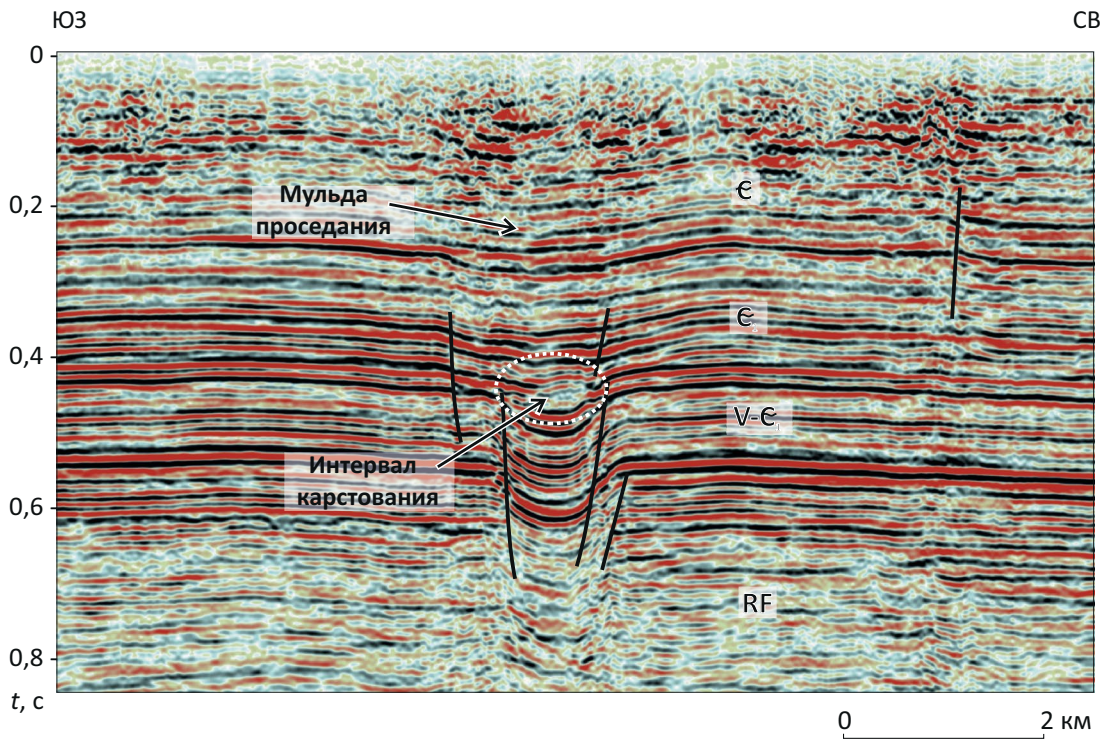 ЮЗ
СВ
0
0,2
0,4
0,6
0,8
t, с
Мульда
проседания
Є
Є
V-Є₁
Интервал
карстования
RF
0
2 км